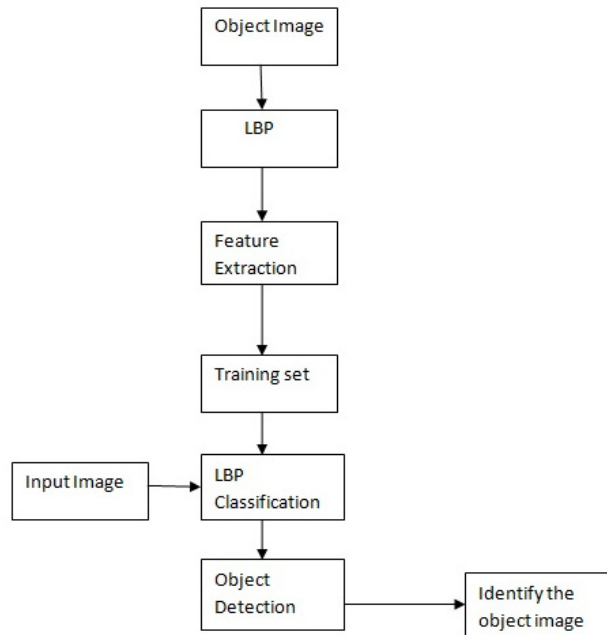 Object Image
LBP
Feature
Extraction
Training set
Input Image
LBP
Classification
Object
Detection
Identify the
object image